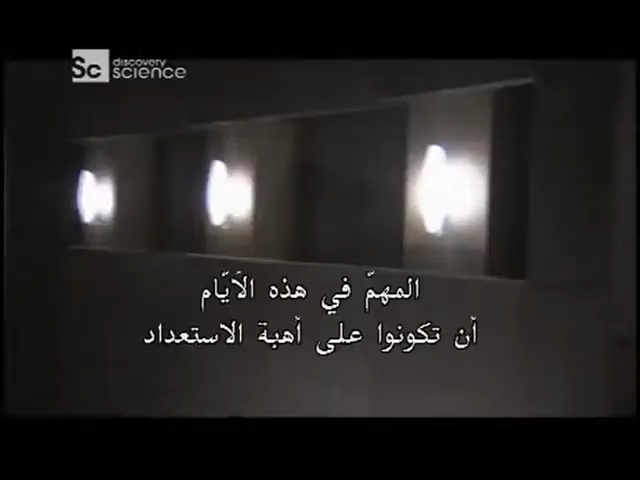 Sc discovery
science
المهمّ في هذه الأيّام
أن تكونوا على أهبة الاستعداد